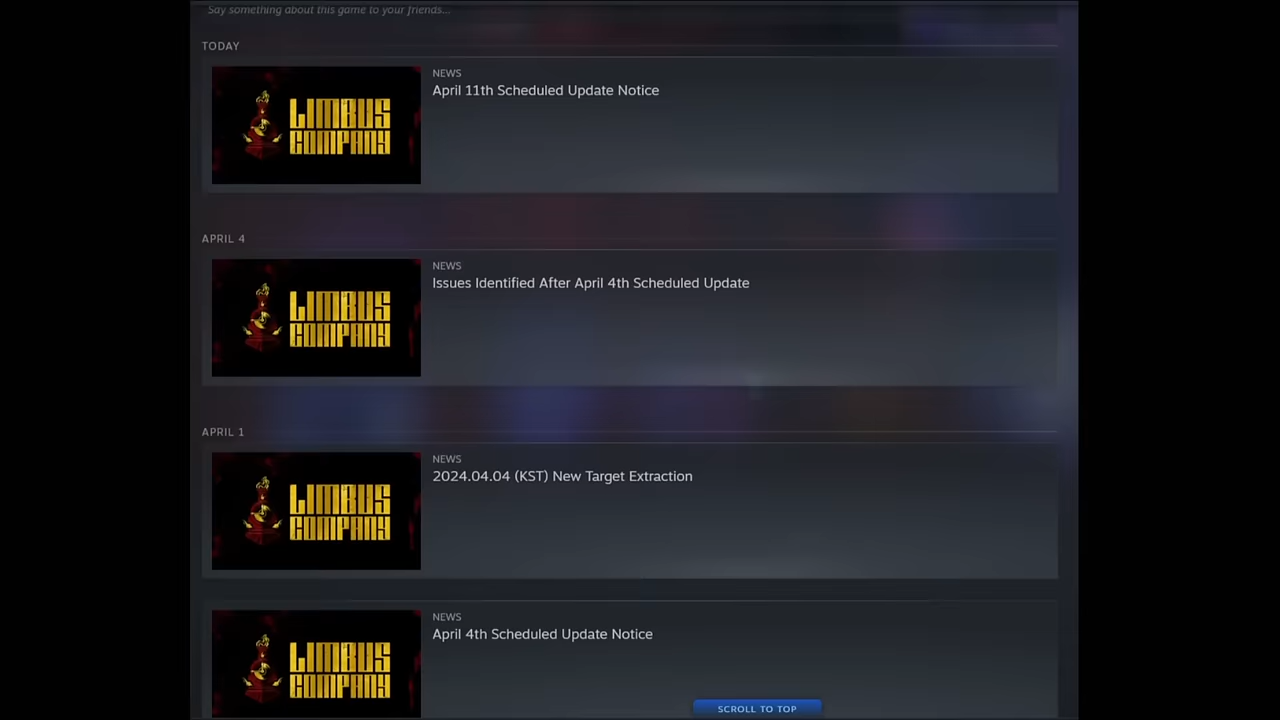 Say something about this game to your friends...
TODAY
LIMBUS
COMPANY
NEWS
April 11th Scheduled Update Notice
APRIL 4
LIMBUS
COMPANY
NEWS
Issues Identified After April 4th Scheduled Update
APRIL 1
LIMBUS
COMPANY
NEWS
2024.04.04 (KST) New Target Extraction
LIMBUS
COMPANY
NEWS
April 4th Scheduled Update Notice
SCROLL TO TOP